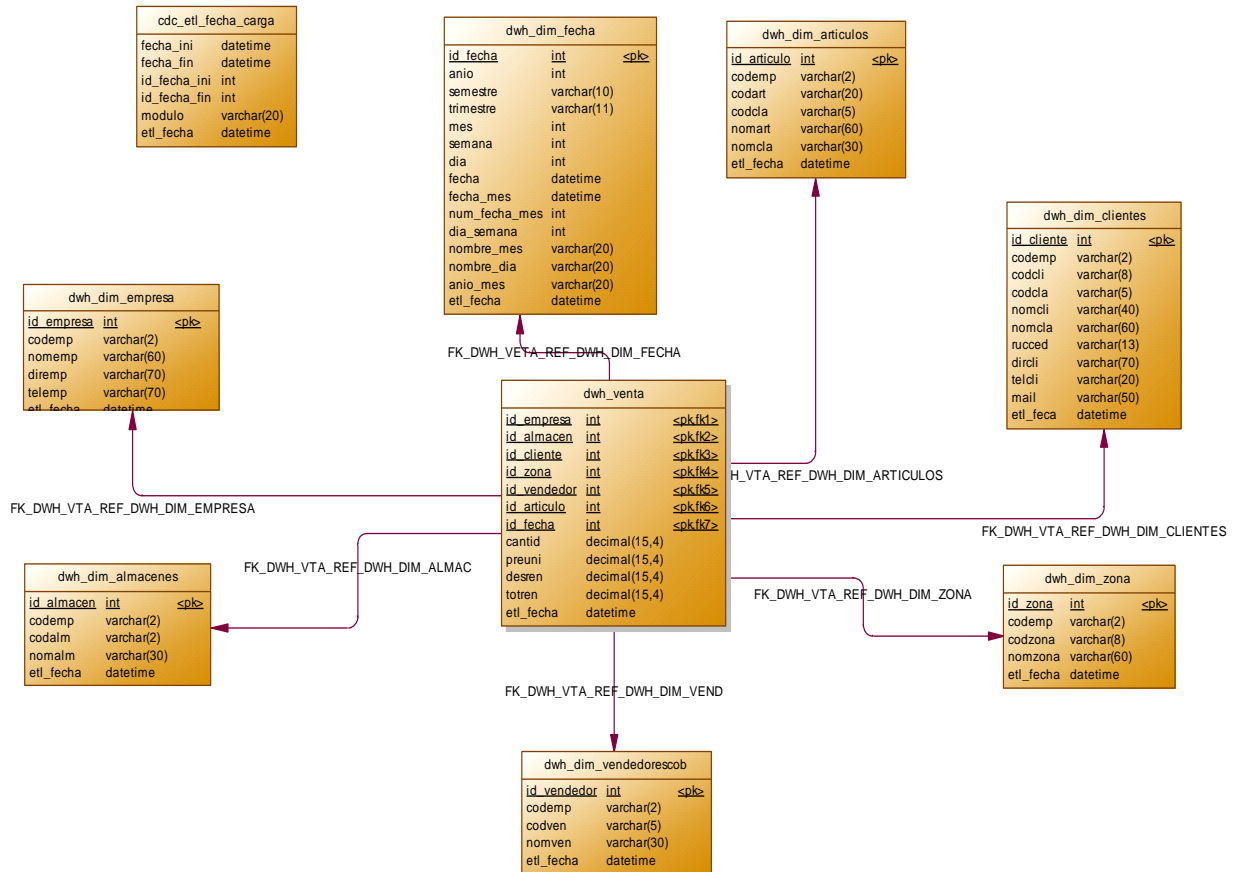 cdc_etl_fecha_carga
fecha_ini datetime
fecha_fin datetime
id_fecha_ini int
id_fecha_fin int
modulo varchar(20)
etl_fecha datetime
dwh_dim_fecha
id_fecha int <pk>
anio int
semestre varchar(10)
trimestre varchar(11)
mes int
semana int
dia int
fecha datetime
fecha_mes datetime
num_fecha_mes int
dia_semana int
nombre_mes varchar(20)
nombre_dia varchar(20)
anio_mes varchar(20)
etl_fecha datetime
dwh_dim_articulos
id_articulo int <pk>
codemp varchar(2)
codart varchar(20)
codcla varchar(5)
nomart varchar(60)
nomcla varchar(30)
etl_fecha datetime
dwh_dim_clientes
id_cliente int <pk>
codemp varchar(2)
codcli varchar(8)
codcla varchar(5)
nomcli varchar(40)
nomcla varchar(60)
rucced varchar(13)
dircli varchar(70)
telcli varchar(20)
mail varchar(50)
etl_feca datetime
dwh_dim_empresa
id_empresa int <pk>
codemp varchar(2)
nomemp varchar(60)
diremp varchar(70)
telemp varchar(70)
etl_fecha datetime
FK_DWH_VETA_REF_DWH_DIM_FECHA
dwh_venta
id_empresa int <pk,fk1>
id_almacen int <pk,fk2>
id_cliente int <pk,fk3>
id_zona int <pk,fk4>
id_vendedor int <pk,fk5>
id_articulo int <pk,fk6>
id_fecha int <pk,fk7>
cantid decimal(15,4)
preuni decimal(15,4)
desren decimal(15,4)
totren decimal(15,4)
etl_fecha datetime
H_VTA_REF_DWH_DIM_ARTICULOS
FK_DWH_VTA_REF_DWH_DIM_EMPRESA
FK_DWH_VTA_REF_DWH_DIM_CLIENTES
FK_DWH_VTA_REF_DWH_DIM_ALMAC
FK_DWH_VTA_REF_DWH_DIM_ZONA
dwh_dim_almacenes
id_almacen int <pk>
codemp varchar(2)
codalm varchar(2)
nomalm varchar(30)
etl_fecha datetime
dwh_dim_zona
id_zona int <pk>
codemp varchar(2)
codzona varchar(8)
nomzona varchar(60)
etl_fecha datetime
FK_DWH_VTA_REF_DWH_DIM_VEND
dwh_dim_vendedorescob
id_vendedor int <pk>
codemp varchar(2)
codven varchar(5)
nomven varchar(30)
etl_fecha datetime